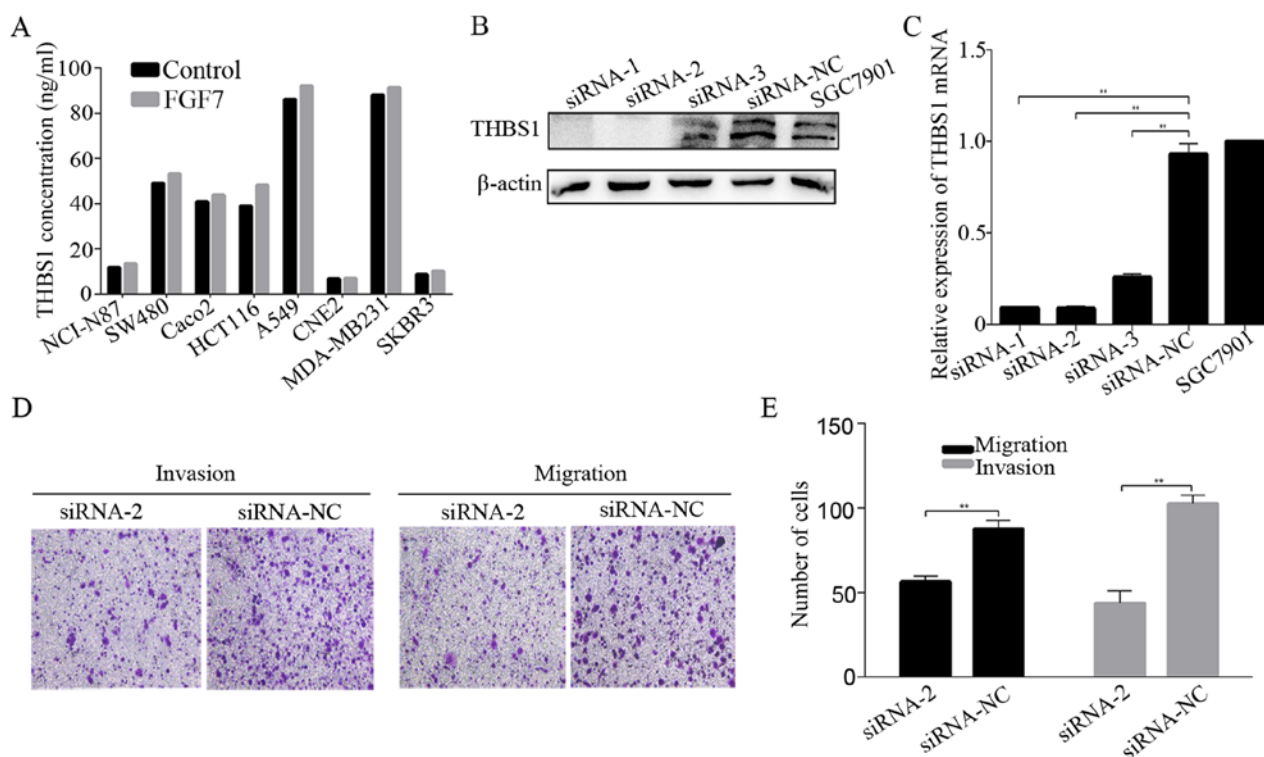 A
THBS1 concentration (ng/ml)
100
80
60
40
20
0
Control
FGF7
NCI-N87
SW480
Caco2
HCT116
A549
CNE2
MDA-MB231
SKBR3
B
siRNA-1
siRNA-2
siRNA-3
siRNA-NC
SGC7901
THBS1
β-actin
C
Relative expression of THBS1 mRNA
1.5
1.0
0.5
0.0
**
**
**
siRNA-1
siRNA-2
siRNA-3
siRNA-NC
SGC7901
D
Invasion
Migration
siRNA-2
siRNA-NC
siRNA-2
siRNA-NC
E
Number of cells
150
100
50
0
Migration
Invasion
**
**
siRNA-2
siRNA-NC
siRNA-2
siRNA-NC